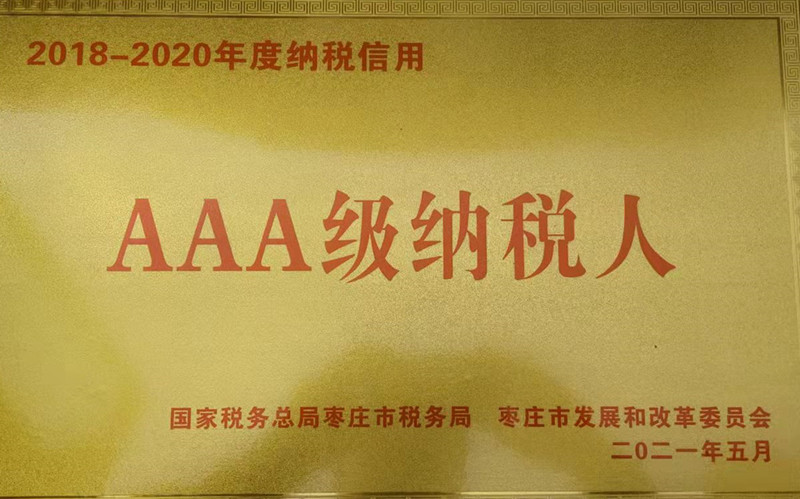 2018-2020年度纳税信用
AAA级纳税人
国家税务总局枣庄市税务局 枣庄市发展和改革委员会
二〇二一年五月